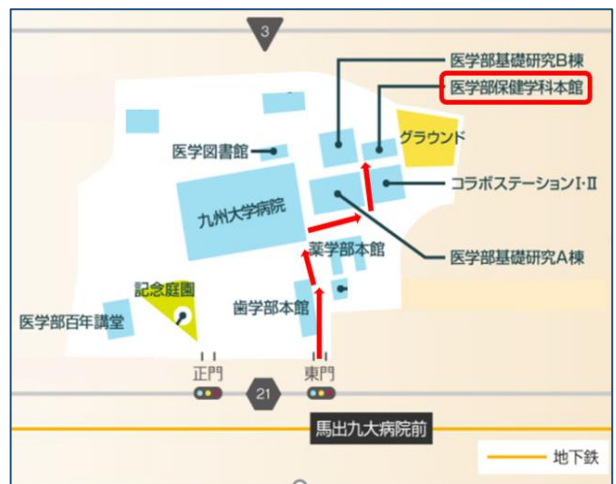 3
医学部基礎研究B棟
医学部保健学科本館
グラウンド
医学図書館
コラボステーションI・II
九州大学病院
薬学部本館
医学部基礎研究A棟
記念庭園
歯学部本館
医学部百年講堂
正門
東門
21
馬出九大病院前
地下鉄